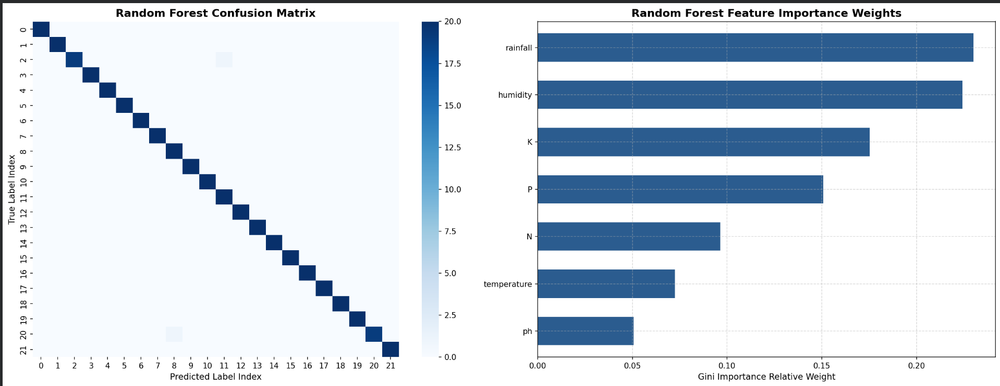 Random Forest Confusion Matrix
True Label Index
0
1
2
3
4
5
6
7
8
9
10
11
12
13
14
15
16
17
18
19
20
21
0 1 2 3 4 5 6 7 8 9 10 11 12 13 14 15 16 17 18 19 20 21
Predicted Label Index
20.0
17.5
15.0
12.5
10.0
7.5
5.0
2.5
0.0
Random Forest Feature Importance Weights
rainfall
humidity
K
P
N
temperature
ph
0.00 0.05 0.10 0.15 0.20
Gini Importance Relative Weight